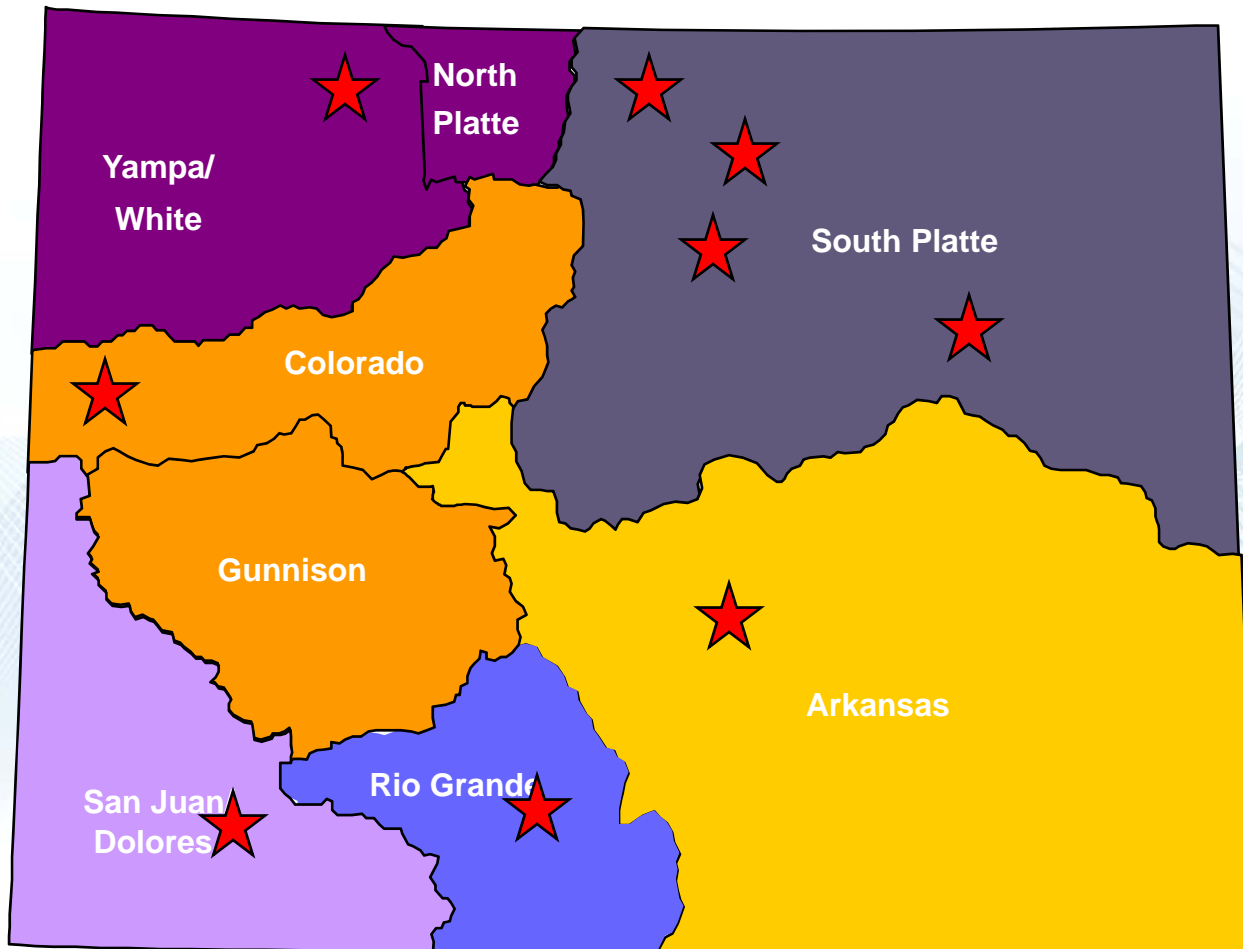 North
Platte
Yampa/
White
South Platte
Colorado
Gunnison
Arkansas
Rio Grande
San Juan
Dolores